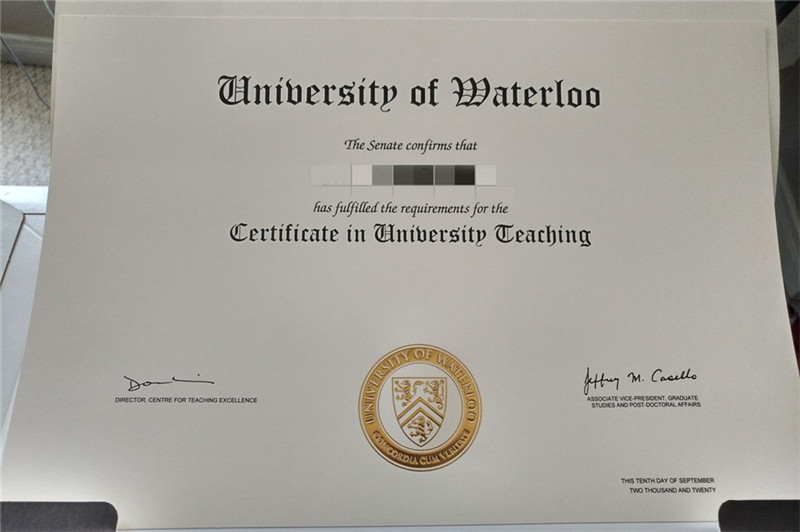 University of Waterloo
The Senate confirms that
has fulfilled the requirements for the
Certificate in University Teaching
UNIVERSITY OF WATERLOO
CONCORDIA CUM VERITATE
DIRECTOR, CENTRE FOR TEACHING EXCELLENCE
Jeffrey M. Casello
ASSOCIATE VICE-PRESIDENT, GRADUATE
STUDIES AND POST-DOCTORAL AFFAIRS
THIS TENTH DAY OF SEPTEMBER
TWO THOUSAND AND TWENTY